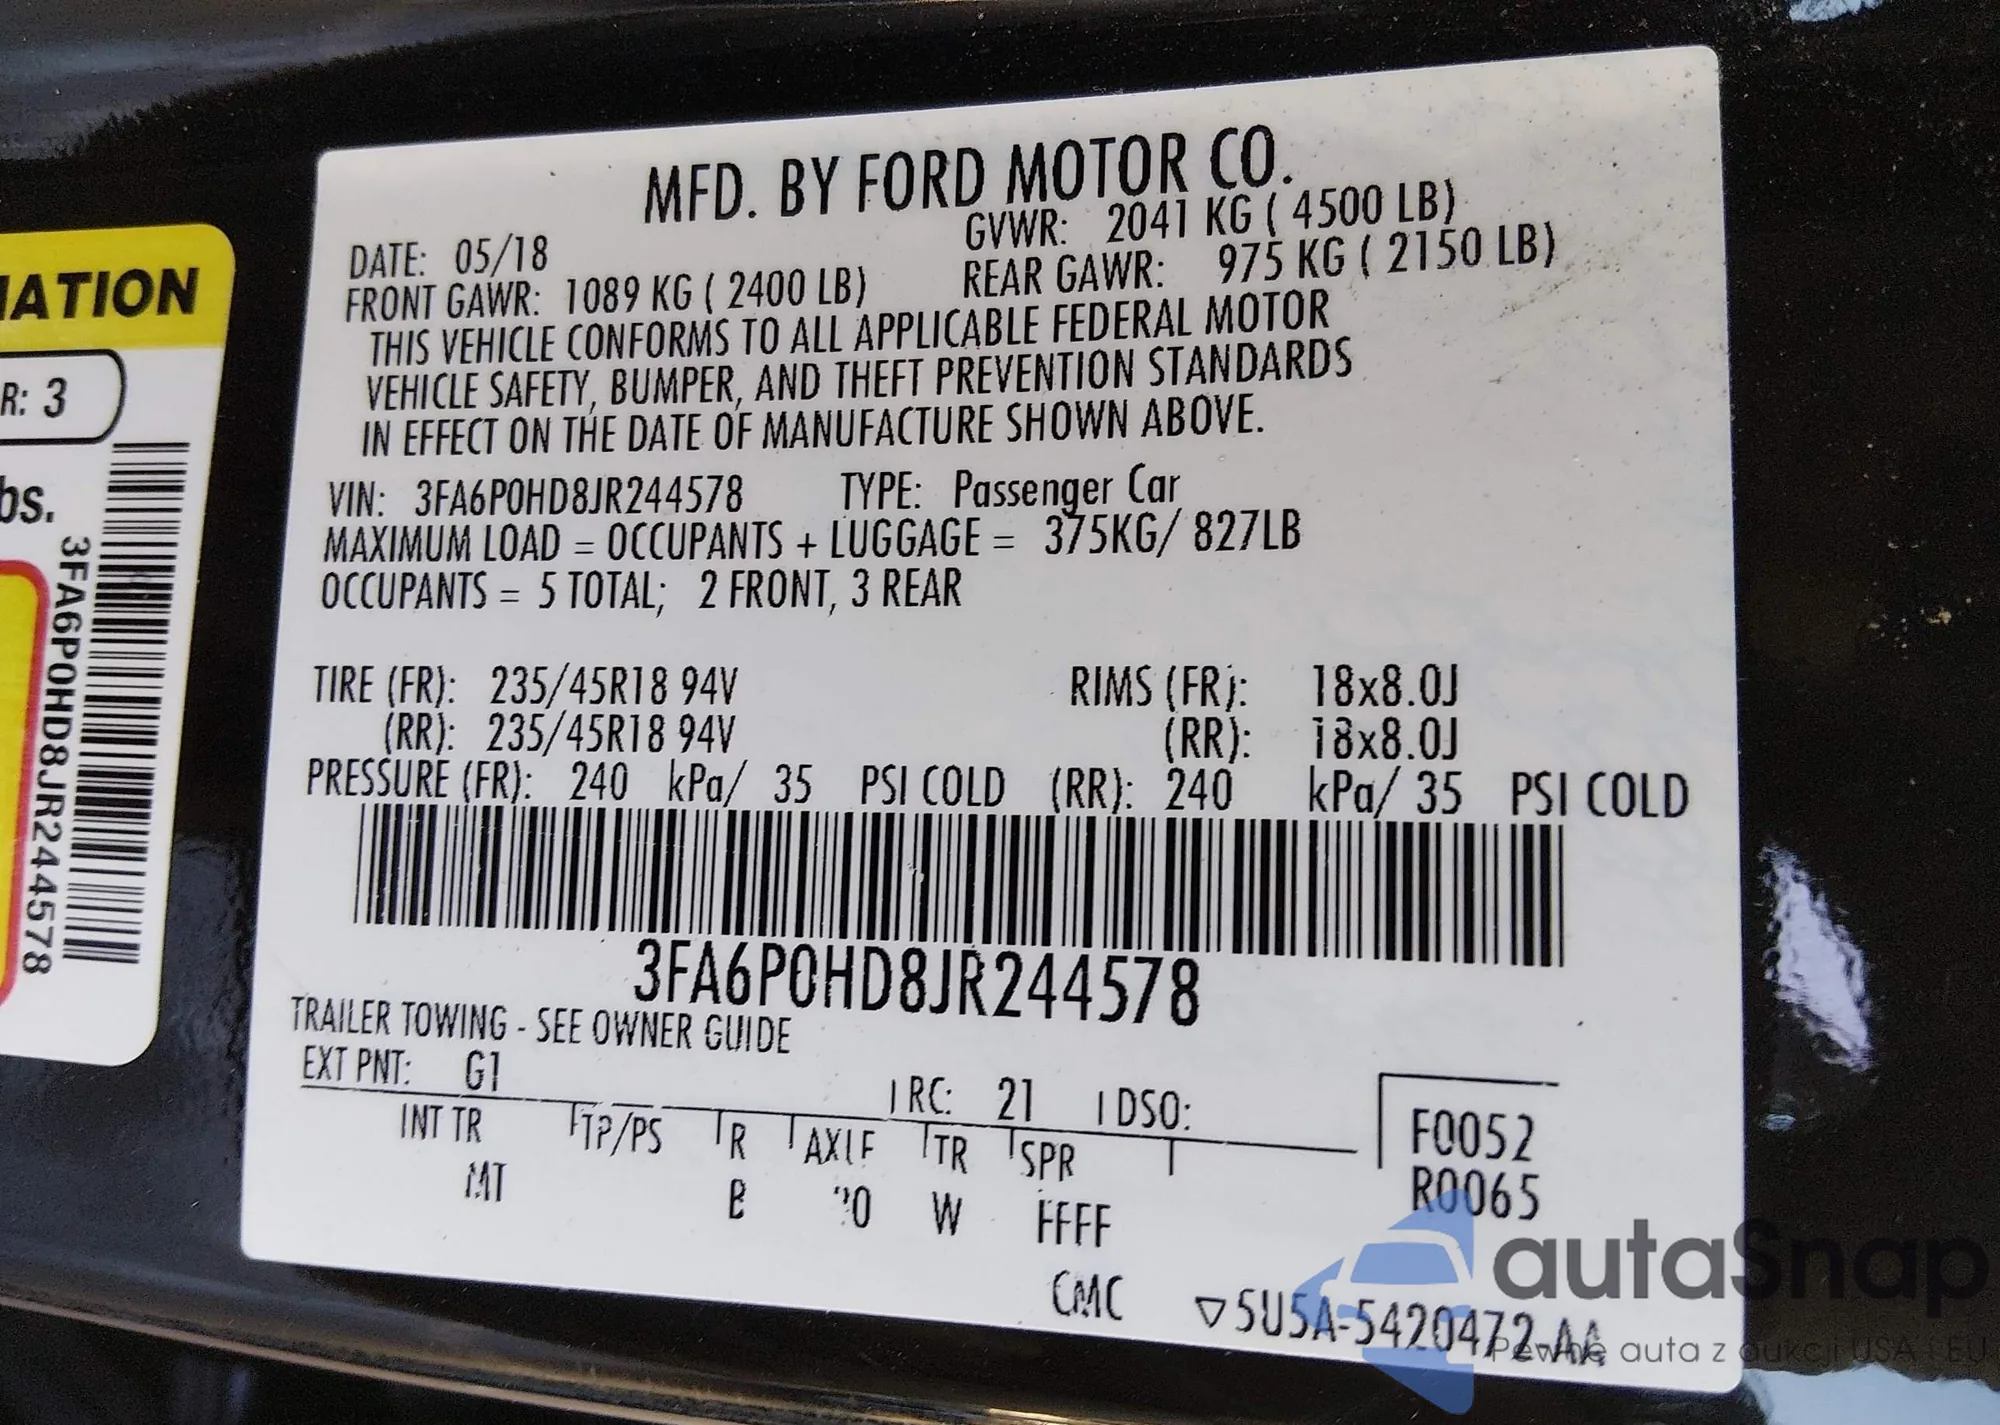 MFD. BY FORD MOTOR CO.
DATE: 05/18 GVWR: 2041 KG ( 4500 LB)
FRONT GAWR: 1089 KG ( 2400 LB) REAR GAWR: 975 KG ( 2150 LB)
THIS VEHICLE CONFORMS TO ALL APPLICABLE FEDERAL MOTOR
VEHICLE SAFETY, BUMPER, AND THEFT PREVENTION STANDARDS
IN EFFECT ON THE DATE OF MANUFACTURE SHOWN ABOVE.
VIN: 3FA6P0HD8JR244578 TYPE: Passenger Car
MAXIMUM LOAD = OCCUPANTS + LUGGAGE = 375KG/ 827LB
OCCUPANTS = 5 TOTAL; 2 FRONT, 3 REAR
TIRE (FR): 235/45R18 94V RIMS (FR): 18x8.0J
(RR): 235/45R18 94V (RR): 18x8.0J
PRESSURE (FR): 240 kPa/ 35 PSI COLD (RR): 240 kPa/ 35 PSI COLD
3FA6P0HD8JR244578
TRAILER TOWING - SEE OWNER GUIDE
EXT PNT: G1 RC: 21 DSO:
INT TR TP/PS R AXLE TR SPR
MT B W FFFF
F0052
R0065
CMC ▽5U5A-5420472-AA
IATION
R: 3
bs.
3FA6P0HD8JR244578
autaSnap
Pewne auta z aukcji USA i EU